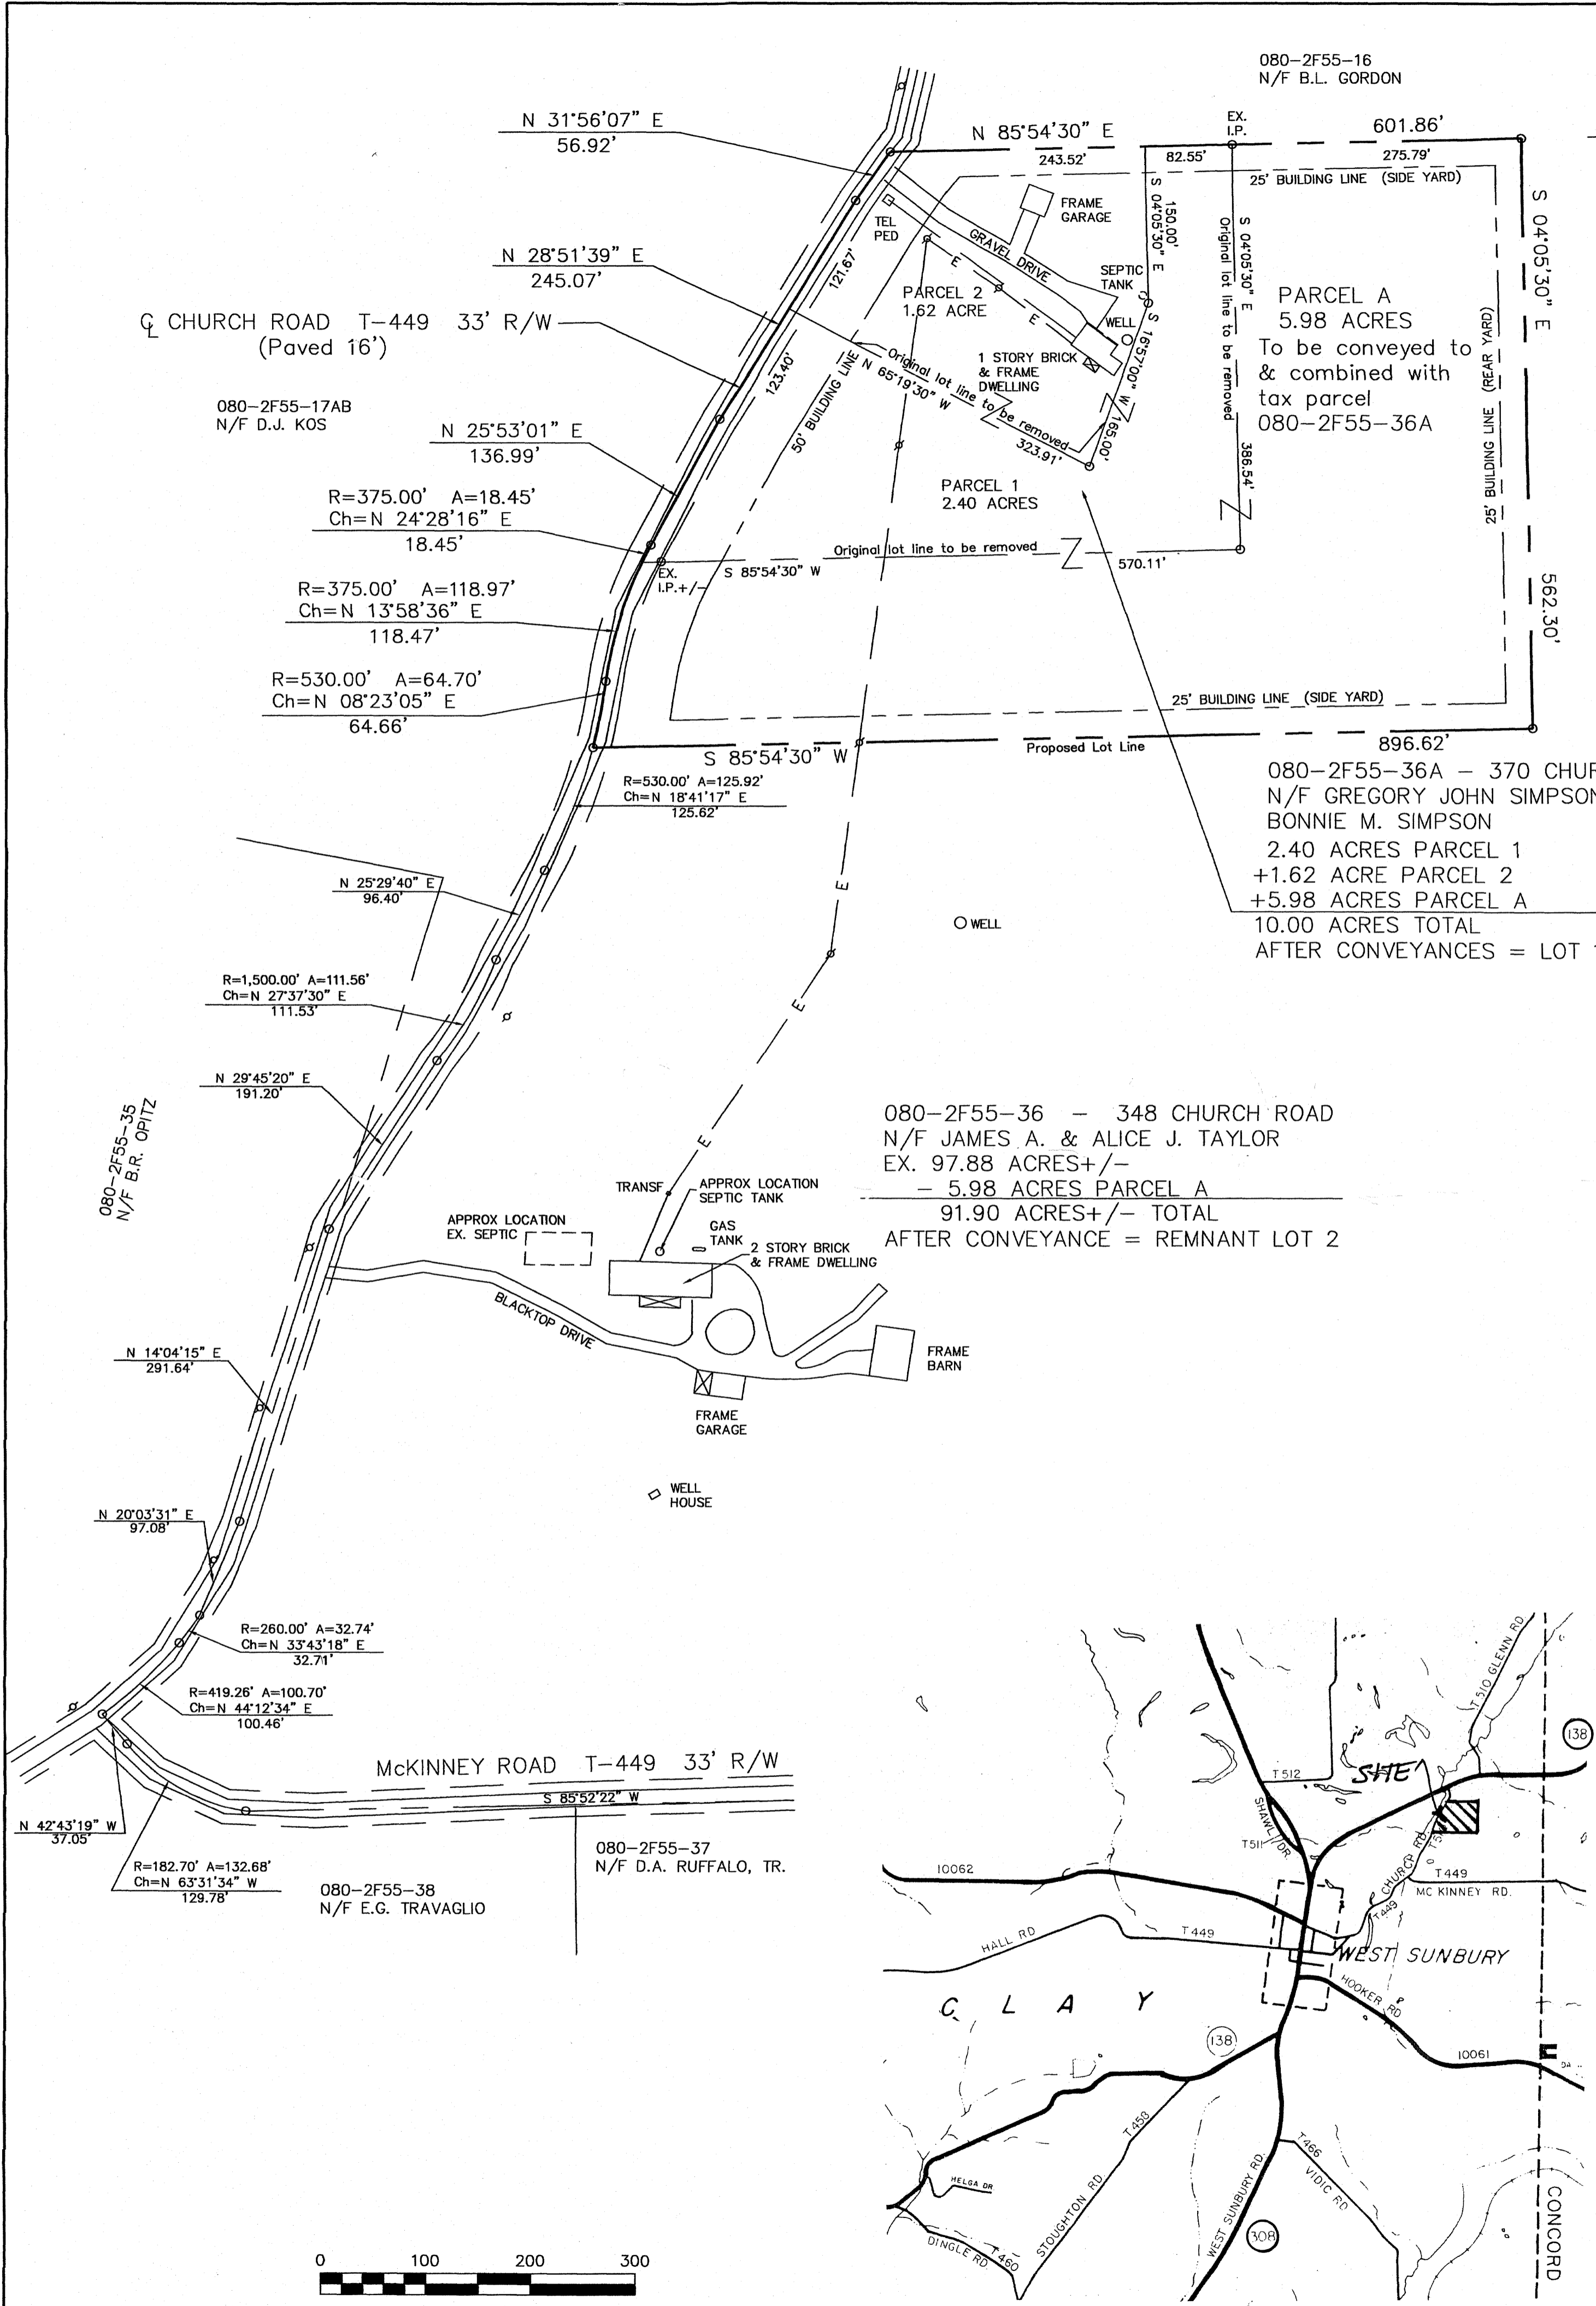 080-2F55-16
N/F B.L. GORDON
N 31°56'07" E
56.92'
N 85°54'30" E
EX.
I.P.
601.86'
243.52'
82.55'
275.79'
25' BUILDING LINE (SIDE YARD)
S 04°05'30" E
150.00'
S 04°05'30" E
Original lot line to be removed
386.54'
S 04°05'30" E
562.30'
FRAME
GARAGE
TEL
PED
GRAVEL DRIVE
SEPTIC
TANK
WELL
E
E
N 28°51'39" E
245.07'
121.67'
PARCEL 2
1.62 ACRE
PARCEL A
5.98 ACRES
To be conveyed to
& combined with
tax parcel
080-2F55-36A
25' BUILDING LINE (REAR YARD)
℄ CHURCH ROAD T-449 33' R/W
(Paved 16')
1 STORY BRICK
& FRAME
DWELLING
S 16°57'00" W 165.00'
Original lot line to be removed
N 65°19'30" W
323.91'
123.40'
50' BUILDING LINE
080-2F55-17AB
N/F D.J. KOS
N 25°53'01" E
136.99'
PARCEL 1
2.40 ACRES
R=375.00' A=18.45'
Ch=N 24°28'16" E
18.45'
Original lot line to be removed
EX.
I.P.+/-
S 85°54'30" W
570.11'
R=375.00' A=118.97'
Ch=N 13°58'36" E
118.47'
R=530.00' A=64.70'
Ch=N 08°23'05" E
64.66'
25' BUILDING LINE (SIDE YARD)
S 85°54'30" W
Proposed Lot Line
896.62'
R=530.00' A=125.92'
Ch=N 18°41'17" E
125.62'
080-2F55-36A - 370 CHUR
N/F GREGORY JOHN SIMPSON
BONNIE M. SIMPSON
2.40 ACRES PARCEL 1
+1.62 ACRE PARCEL 2
+5.98 ACRES PARCEL A
10.00 ACRES TOTAL
AFTER CONVEYANCES = LOT 1
N 25°29'40" E
96.40'
E
WELL
R=1,500.00' A=111.56'
Ch=N 27°37'30" E
111.53'
E
N 29°45'20" E
191.20'
080-2F55-35
N/F B.R. OPITZ
E
080-2F55-36 - 348 CHURCH ROAD
N/F JAMES A. & ALICE J. TAYLOR
EX. 97.88 ACRES+/-
- 5.98 ACRES PARCEL A
91.90 ACRES+/- TOTAL
AFTER CONVEYANCE = REMNANT LOT 2
TRANSF
APPROX LOCATION
SEPTIC TANK
APPROX LOCATION
EX. SEPTIC
GAS
TANK
2 STORY BRICK
& FRAME DWELLING
BLACKTOP DRIVE
N 14°04'15" E
291.64'
FRAME
BARN
FRAME
GARAGE
WELL
HOUSE
N 20°03'31" E
97.08'
R=260.00' A=32.74'
Ch=N 33°43'18" E
32.71'
R=419.26' A=100.70'
Ch=N 44°12'34" E
100.46'
McKINNEY ROAD T-449 33' R/W
S 85°52'22" W
N 42°43'19" W
37.05'
R=182.70' A=132.68'
Ch=N 63°31'34" W
129.78'
080-2F55-37
N/F D.A. RUFFALO, TR.
080-2F55-38
N/F E.G. TRAVAGLIO
T 510 GLENN RD
138
T 512
SITE
SHAWL DR.
T511
CHURCH RD.
T 449
MC KINNEY RD.
10062
T449
HALL RD
T 449
WEST SUNBURY
HOOKER RD
C L A Y
138
10061
T 458
STOUGHTON RD
HELGA DR
DINGLE RD
T 460
WEST SUNBURY RD.
T466
VIDIC RD
308
CONCORD
0 100 200 300